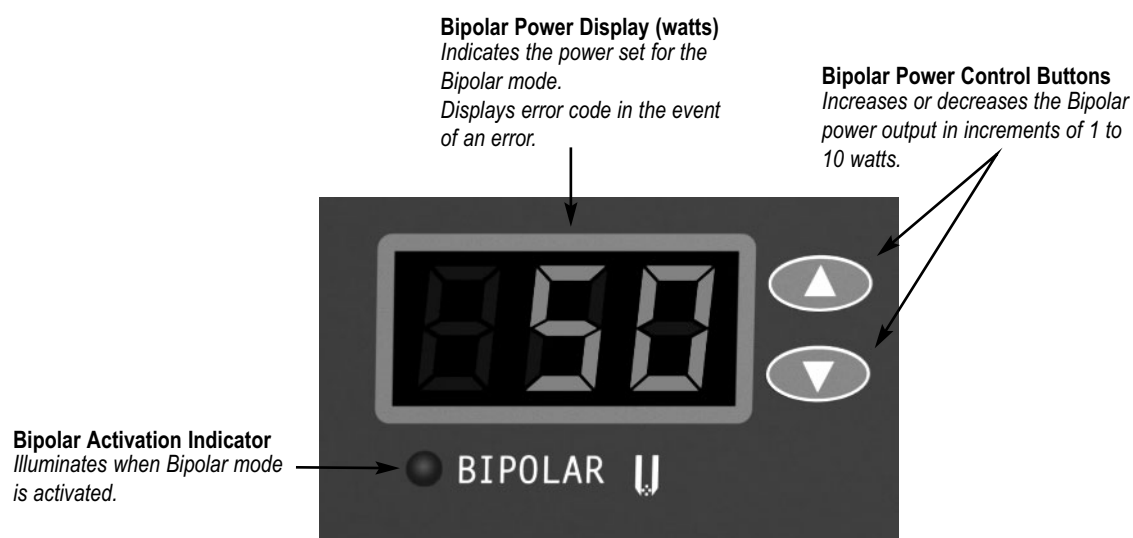 Bipolar Power Display (watts)
Indicates the power set for the
Bipolar mode.
Displays error code in the event
of an error.
Bipolar Power Control Buttons
Increases or decreases the Bipolar
power output in increments of 1 to
10 watts.
50
Bipolar Activation Indicator
Illuminates when Bipolar mode
is activated.
BIPOLAR